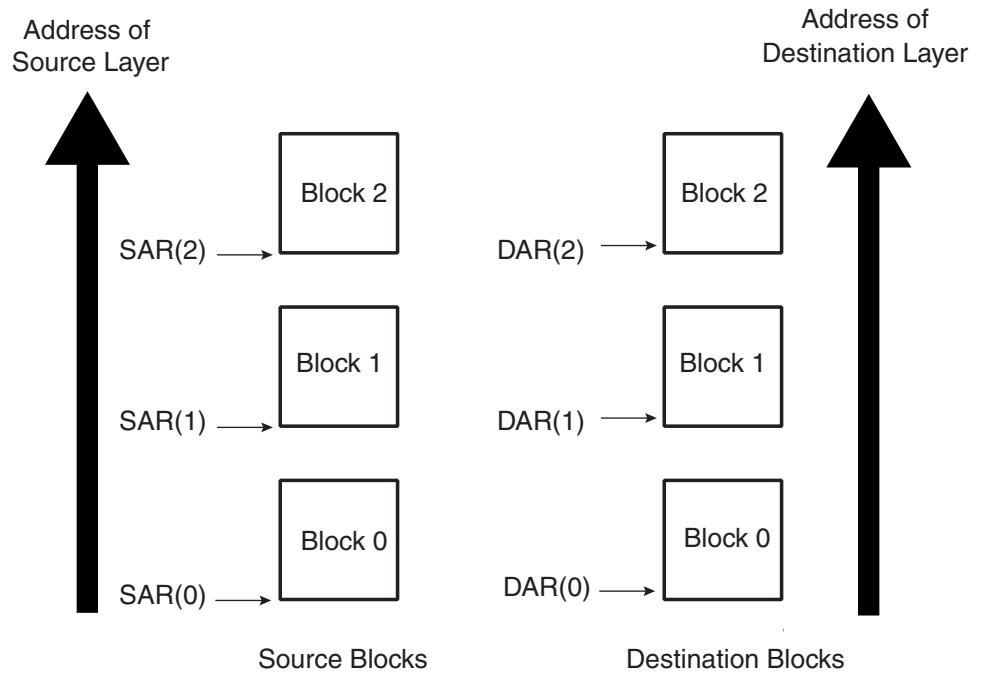 Address of
Source Layer
Address of
Destination Layer
Block 2
Block 2
SAR(2)
DAR(2)
Block 1
Block 1
SAR(1)
DAR(1)
Block 0
Block 0
SAR(0)
DAR(0)
Source Blocks
Destination Blocks